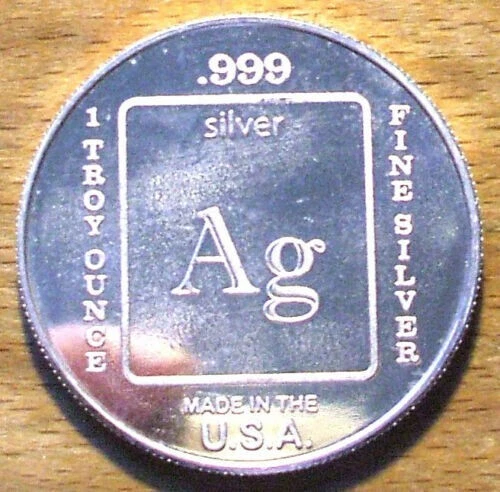 .999
silver
Ag
1 TROY OUNCE
FINE SILVER
MADE IN THE
U.S.A.